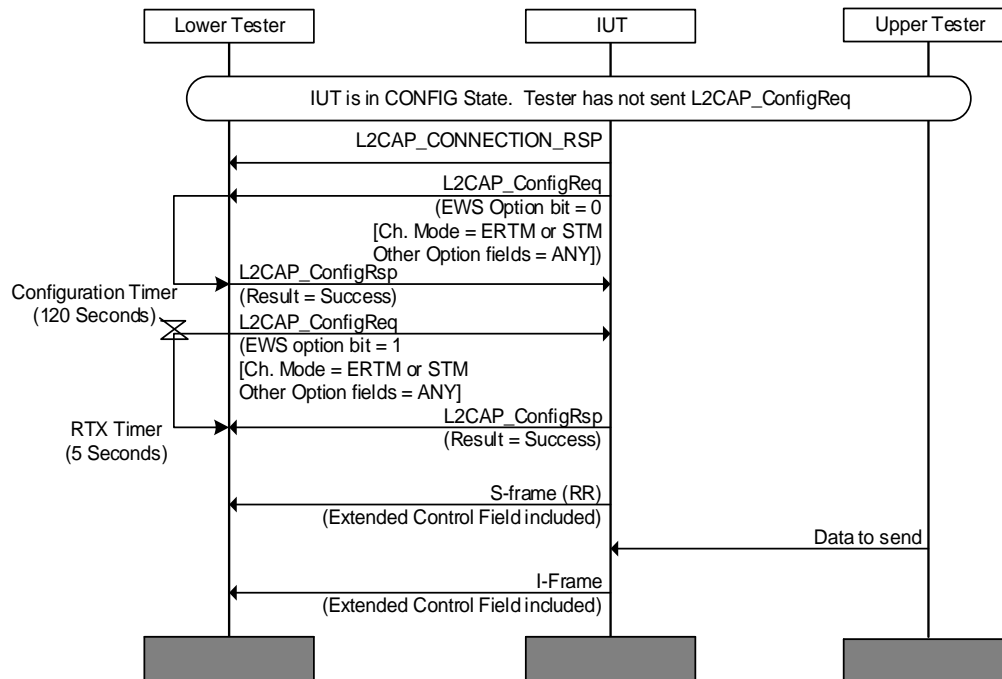 Lower Tester
IUT
Upper Tester
IUT is in CONFIG State. Tester has not sent L2CAP_ConfigReq
L2CAP_CONNECTION_RSP
L2CAP_ConfigReq
(EWS Option bit = 0
[Ch. Mode = ERTM or STM
Other Option fields = ANY])
L2CAP_ConfigRsp
(Result = Success)
Configuration Timer
(120 Seconds)
L2CAP_ConfigReq
(EWS option bit = 1
[Ch. Mode = ERTM or STM
Other Option fields = ANY]
L2CAP_ConfigRsp
(Result = Success)
RTX Timer
(5 Seconds)
S-frame (RR)
(Extended Control Field included)
Data to send
I-Frame
(Extended Control Field included)